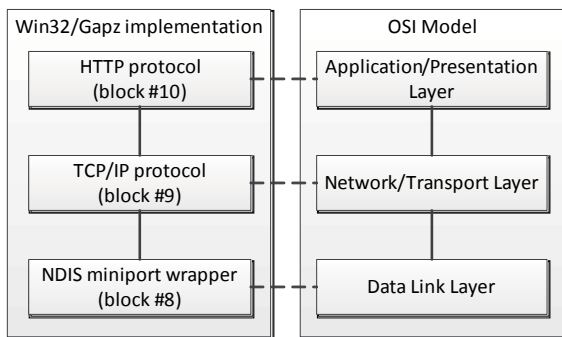 Win32/Gapz implementation
HTTP protocol
(block #10)
TCP/IP protocol
(block #9)
NDIS miniport wrapper
(block #8)
OSI Model
Application/Presentation
Layer
Network/Transport Layer
Data Link Layer